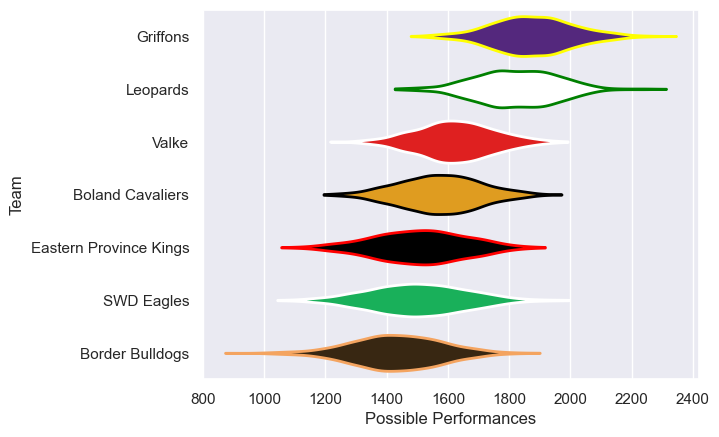 Griffons
Leopards
Valke
Boland Cavaliers
Eastern Province Kings
SWD Eagles
Border Bulldogs
Team
800 1000 1200 1400 1600 1800 2000 2200 2400
Possible Performances